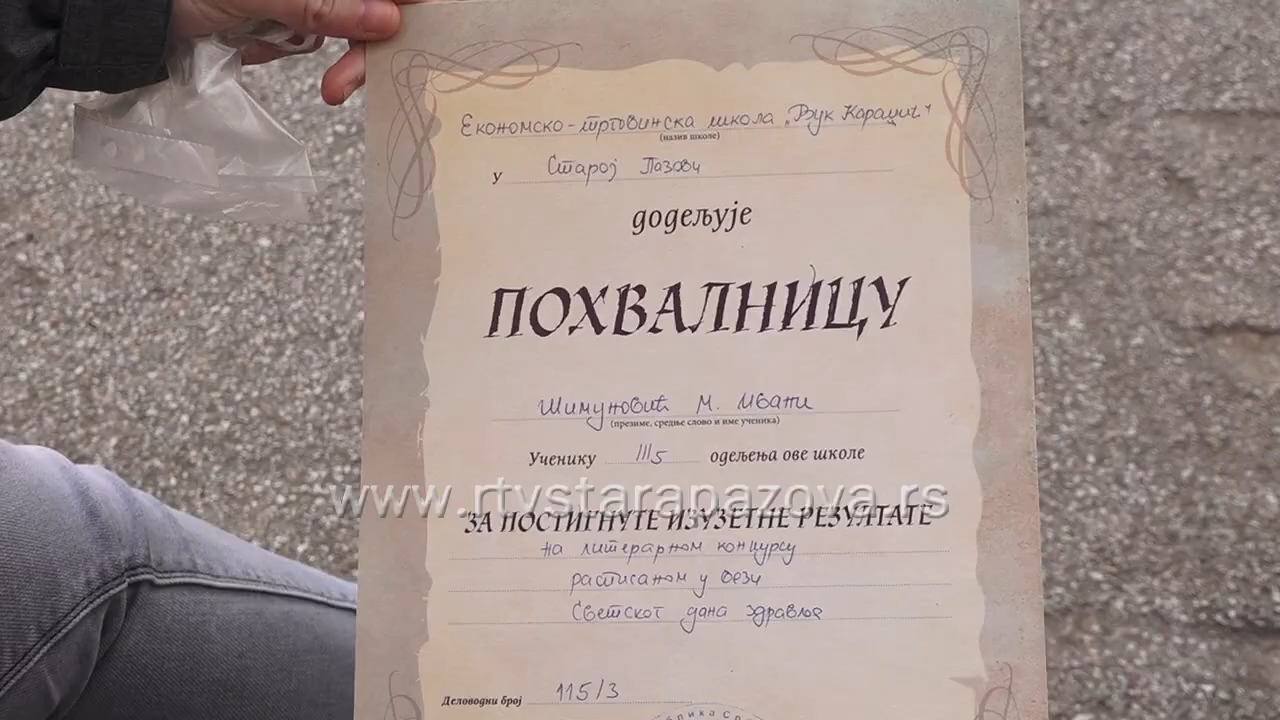 Економско-трговинска школа „Вук Караџић"
(назив школе)
у Старој Пазови
додељује
ПОХВАЛНИЦУ
Шимуновић М. Ивани
(презиме, средње слово и име ученика)
Ученику III5 одељења ове школе
www.rtvstarapazova.rs
ЗА ПОСТИГНУТЕ ИЗУЗЕТНЕ РЕЗУЛТАТЕ
на литерарном конкурсу
расписаном у вези
Светског дана здравља
Деловодни број 115/3